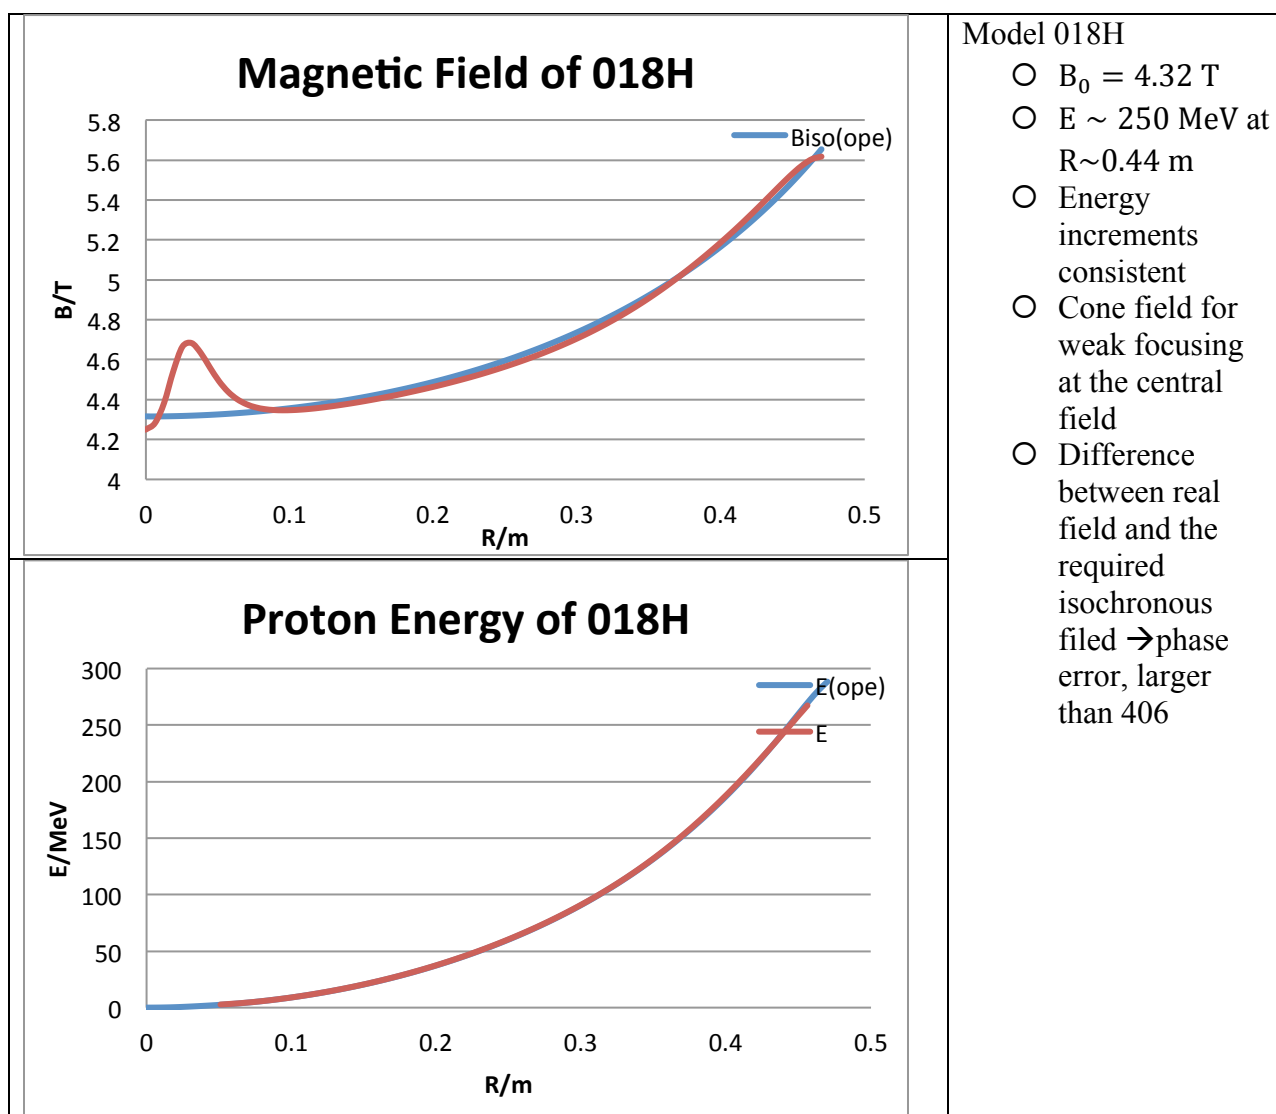 Magnetic Field of 018H
5.8
5.6
5.4
5.2
5
4.8
4.6
4.4
4.2
4
B/T
Biso(ope)
0 0.1 0.2 0.3 0.4 0.5
R/m
Proton Energy of 018H
300
250
200
150
100
50
0
E/MeV
E(ope)
E
0 0.1 0.2 0.3 0.4 0.5
R/m
Model 018H
○ B₀ = 4.32 T
○ E ~ 250 MeV at
R~0.44 m
○ Energy
increments
consistent
○ Cone field for
weak focusing
at the central
field
○ Difference
between real
field and the
required
isochronous
filed →phase
error, larger
than 406